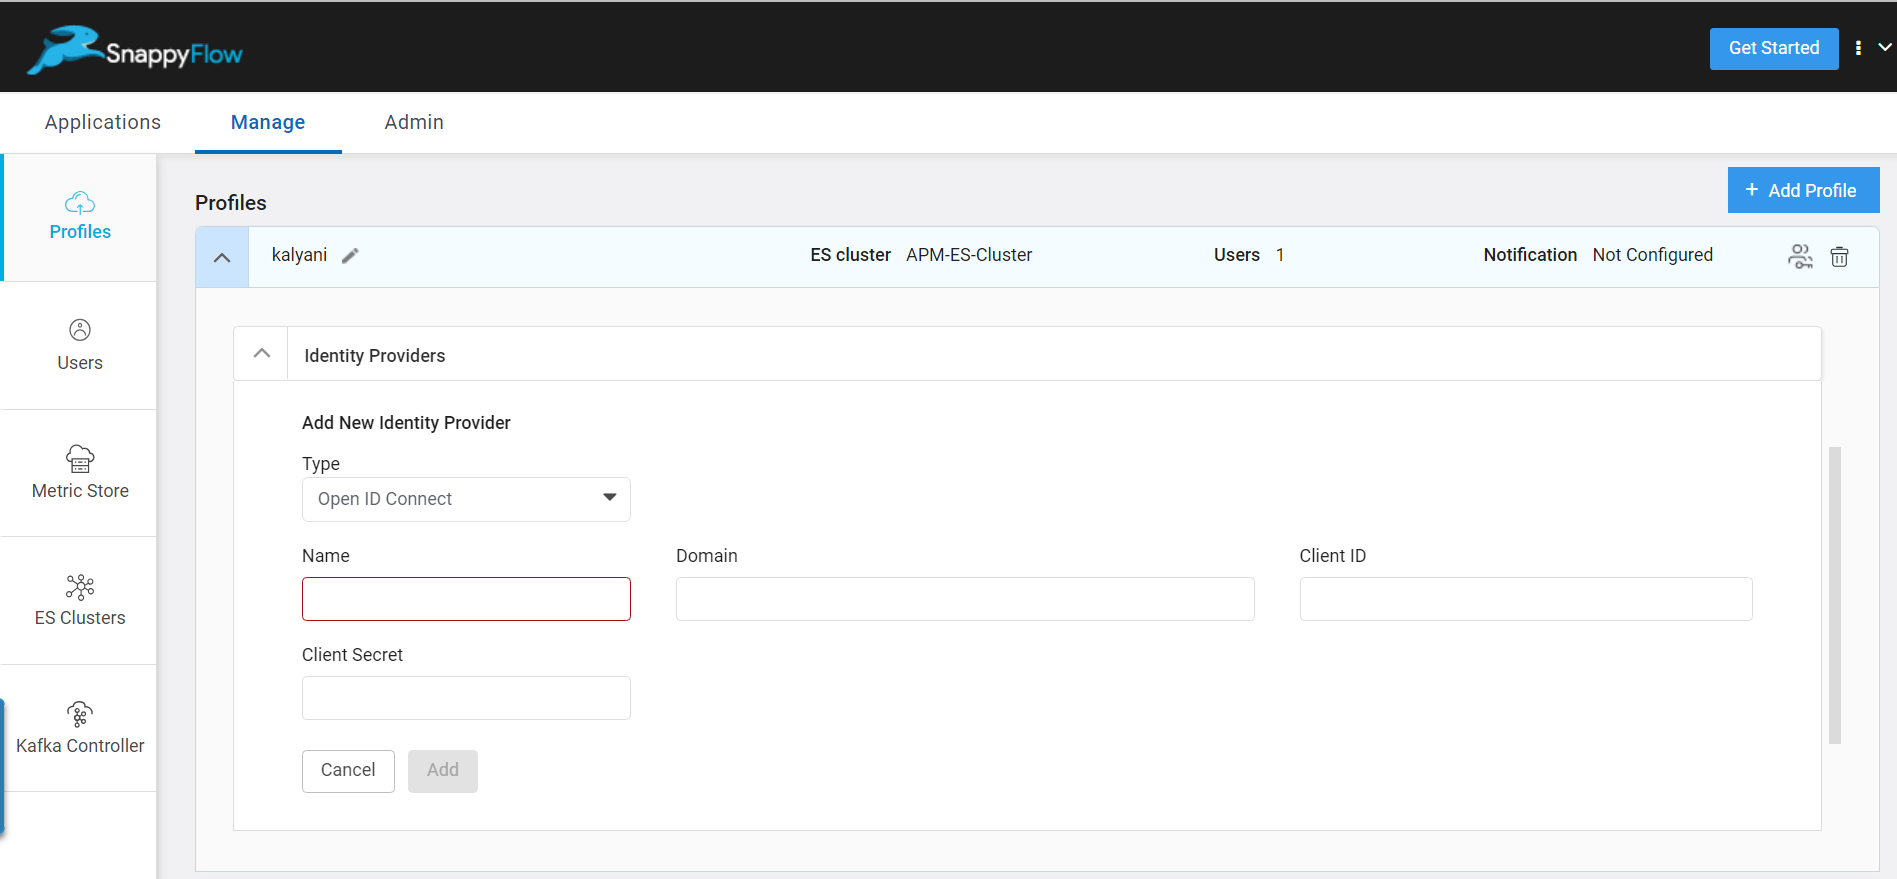 SnappyFlow
Get Started
Applications Manage Admin
Profiles
Users
Metric Store
ES Clusters
Kafka Controller
Profiles
+ Add Profile
kalyani ES cluster APM-ES-Cluster Users 1 Notification Not Configured
Identity Providers
Add New Identity Provider
Type
Open ID Connect
Name Domain Client ID
Client Secret
Cancel Add